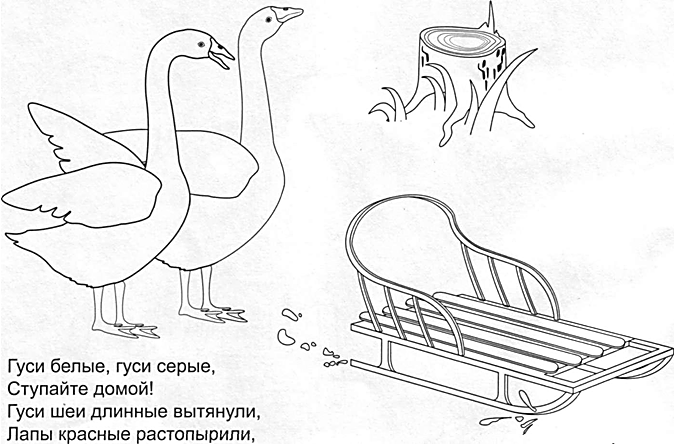 Гуси белые, гуси серые,
Ступайте домой!
Гуси шеи длинные вытянули,
Лапы красные растопырили,